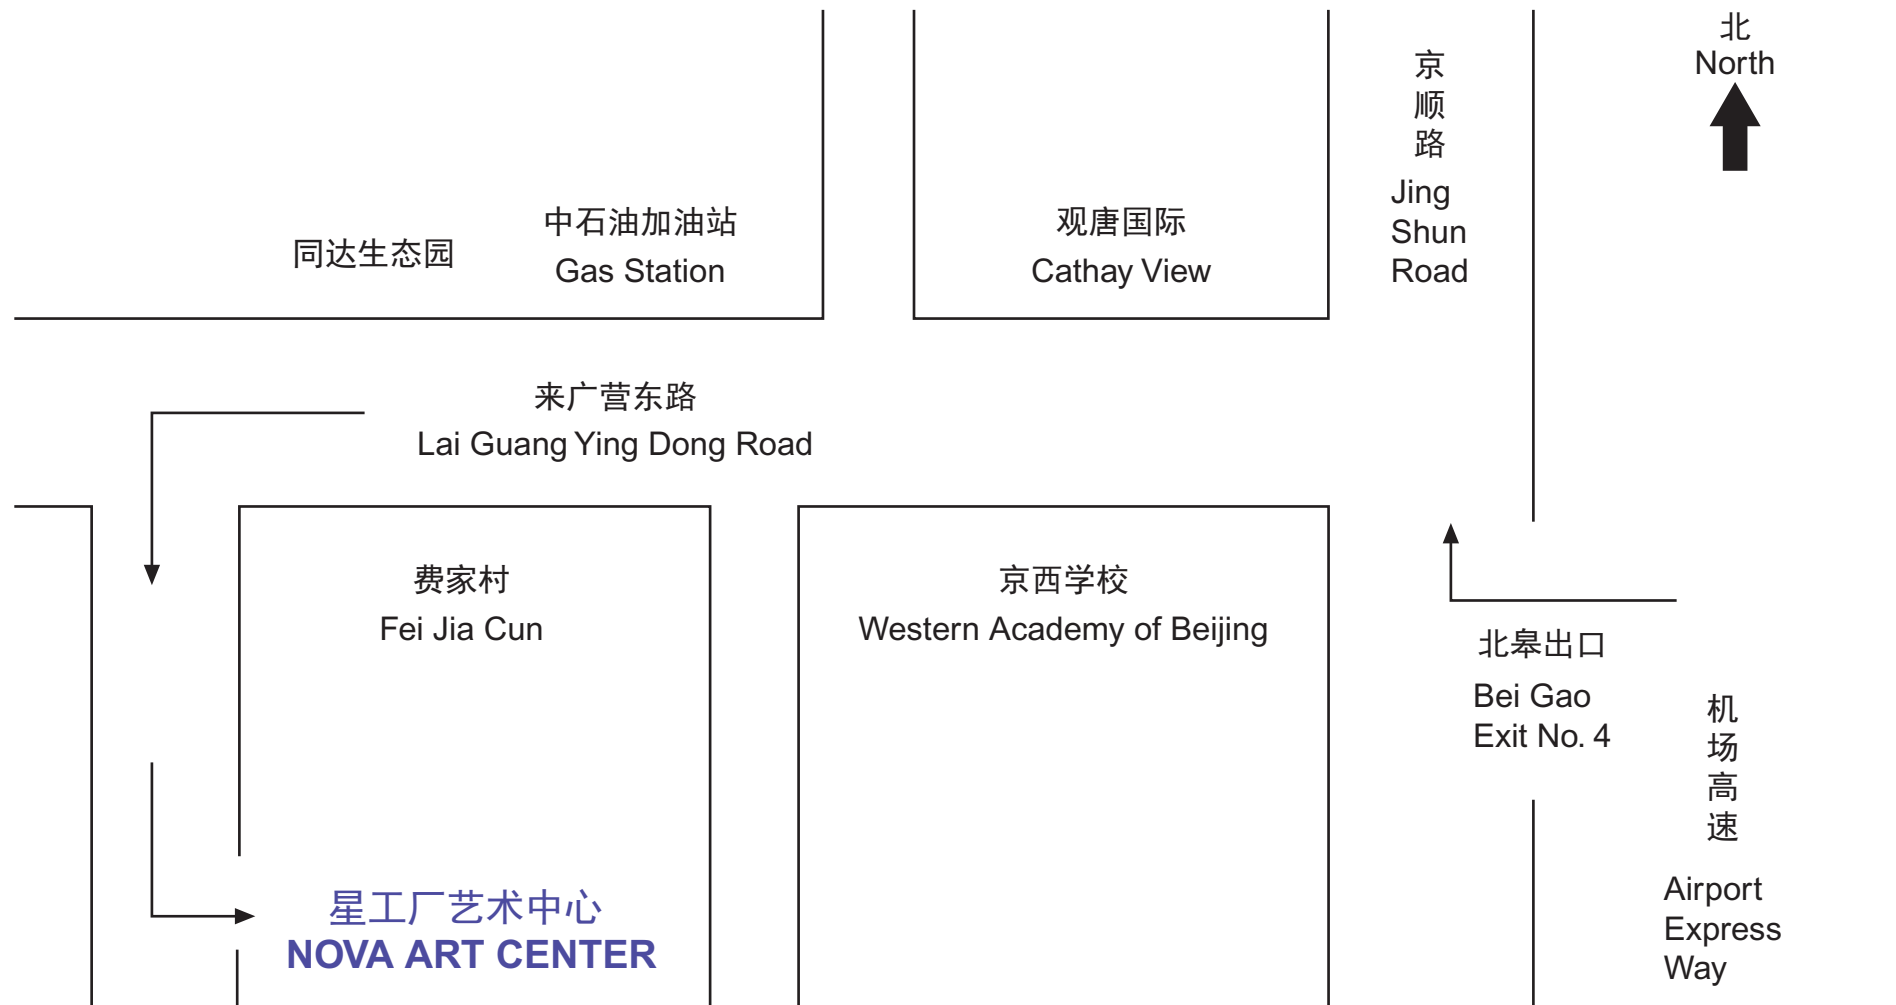 北
North
京顺路
Jing
Shun
Road
中石油加油站
Gas Station
同达生态园
观唐国际
Cathay View
来广营东路
Lai Guang Ying Dong Road
费家村
Fei Jia Cun
京西学校
Western Academy of Beijing
北皋出口
Bei Gao
Exit No. 4
机场高速
Airport
Express
Way
星工厂艺术中心
NOVA ART CENTER